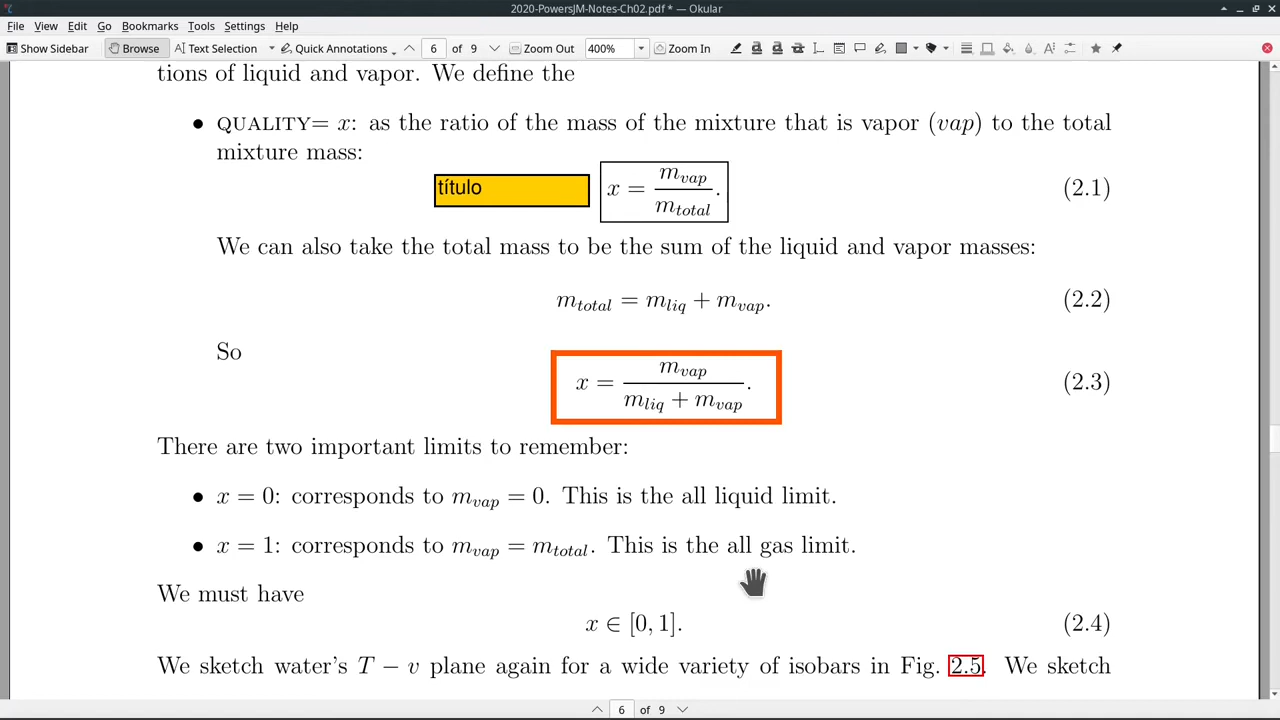 2020-PowersJM-Notes-Ch02.pdf * — Okular
File View Edit Go Bookmarks Tools Settings Help
Show Sidebar Browse Text Selection Quick Annotations 6 of 9 Zoom Out 400% Zoom In
tions of liquid and vapor. We define the
• QUALITY= x: as the ratio of the mass of the mixture that is vapor (vap) to the total
mixture mass:
título x = m_vap / m_total. (2.1)
We can also take the total mass to be the sum of the liquid and vapor masses:
m_total = m_liq + m_vap. (2.2)
So
x = m_vap / (m_liq + m_vap). (2.3)
There are two important limits to remember:
• x = 0: corresponds to m_vap = 0. This is the all liquid limit.
• x = 1: corresponds to m_vap = m_total. This is the all gas limit.
We must have
x ∈ [0, 1]. (2.4)
We sketch water's T − v plane again for a wide variety of isobars in Fig. 2.5. We sketch
6 of 9